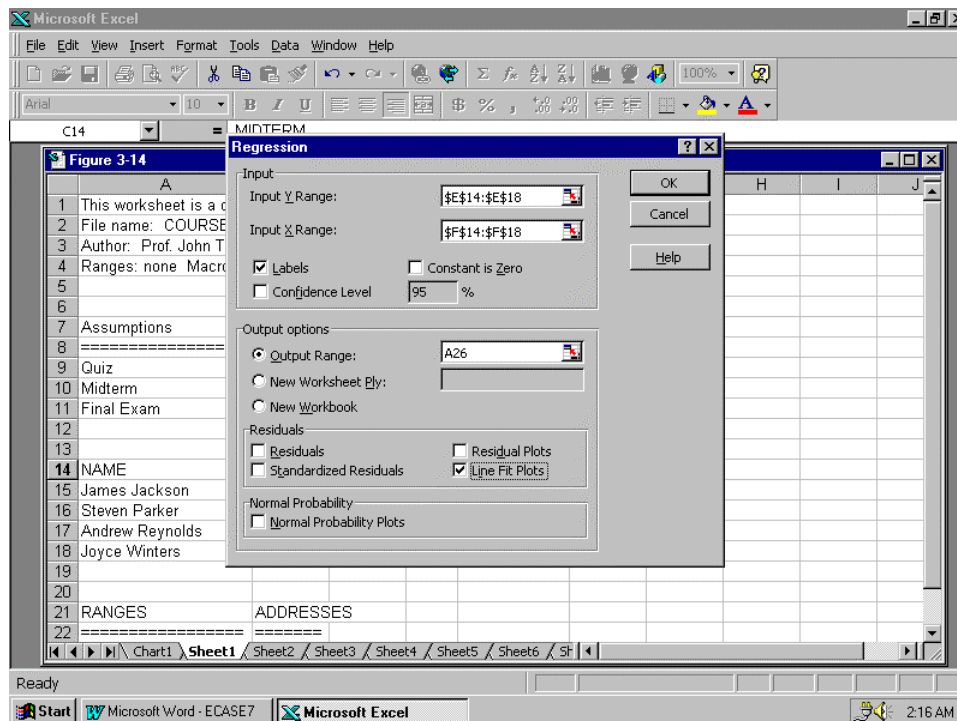 Microsoft Excel
File Edit View Insert Format Tools Data Window Help
100%
Arial 10 B I U $ % ,
C14 = MIDTERM
Figure 3-14
Regression
A H I J
1 This worksheet is a
2 File name: COURSE
3 Author: Prof. John T
4 Ranges: none Macr
5
6
7 Assumptions
8 =================
9 Quiz
10 Midterm
11 Final Exam
12
13
14 NAME
15 James Jackson
16 Steven Parker
17 Andrew Reynolds
18 Joyce Winters
19
20
21 RANGES ADDRESSES
22 ================= =======
Input
Input Y Range: $E$14:$E$18
Input X Range: $F$14:$F$18
Labels Constant is Zero
Confidence Level 95 %
Output options
Output Range: A26
New Worksheet Ply:
New Workbook
Residuals
Residuals Residual Plots
Standardized Residuals Line Fit Plots
Normal Probability
Normal Probability Plots
OK
Cancel
Help
Chart1 Sheet1 Sheet2 Sheet3 Sheet4 Sheet5 Sheet6 Sh
Ready
Start Microsoft Word - ECASE7 Microsoft Excel 2:16 AM